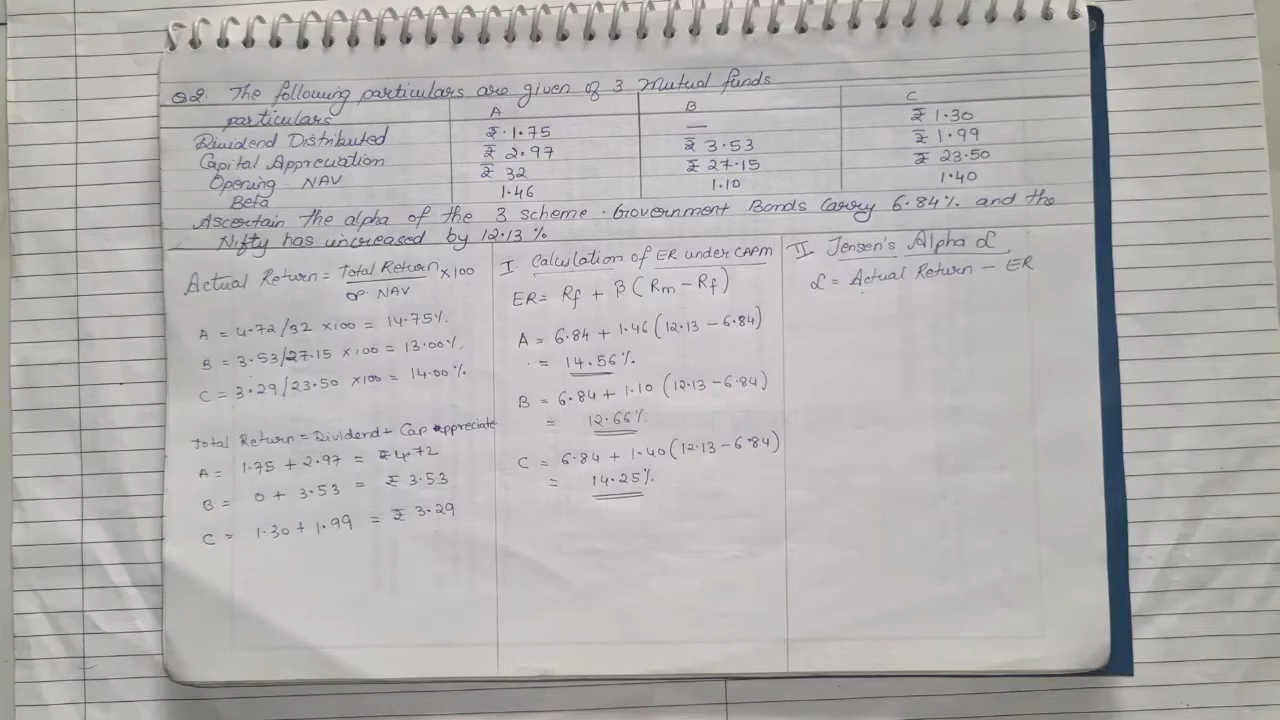 Q2. The following particulars are given of 3 mutual funds
particulars A B C
Dividend Distributed ₹ 1.75 — ₹ 1.30
Capital Appreciation ₹ 2.97 ₹ 3.53 ₹ 1.99
Opening NAV ₹ 32 ₹ 27.15 ₹ 23.50
Beta 1.46 1.10 1.40
Ascertain the alpha of the 3 scheme. Government Bonds Carry 6.84% and the
Nifty has increased by 12.13%
Actual Return = Total Return / OP. NAV × 100
A = 4.72/32 ×100 = 14.75%.
B = 3.53/27.15 ×100 = 13.00%.
C = 3.29/23.50 ×100 = 14.00%
Total Return = Dividend + Cap Appreciate
A = 1.75 + 2.97 = ₹4.72
B = 0 + 3.53 = ₹ 3.53
C = 1.30 + 1.99 = ₹ 3.29
I. Calculation of ER under CAPM
ER = Rf + β (Rm − Rf)
A = 6.84 + 1.46 (12.13 − 6.84)
= 14.56%
B = 6.84 + 1.10 (12.13 − 6.84)
= 12.66%
C = 6.84 + 1.40 (12.13 − 6.84)
= 14.25%
II Jensen's Alpha α
α = Actual Return − ER